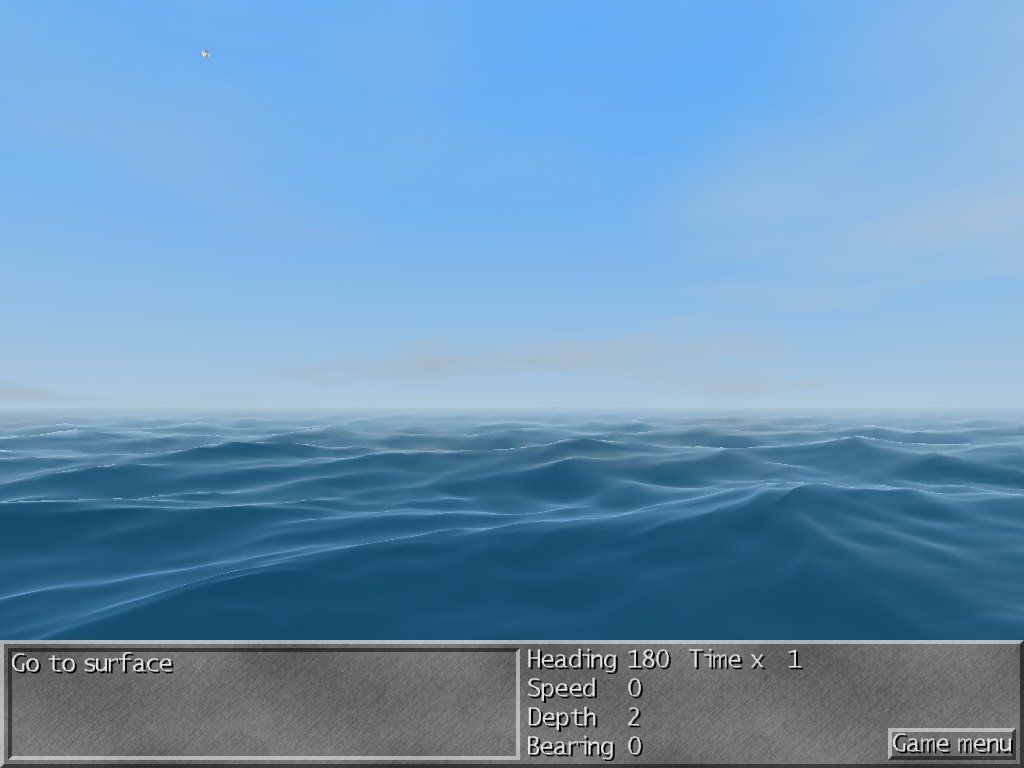 Go to surface
Heading 180 Time x 1
Speed 0
Depth 2
Bearing 0
Game menu